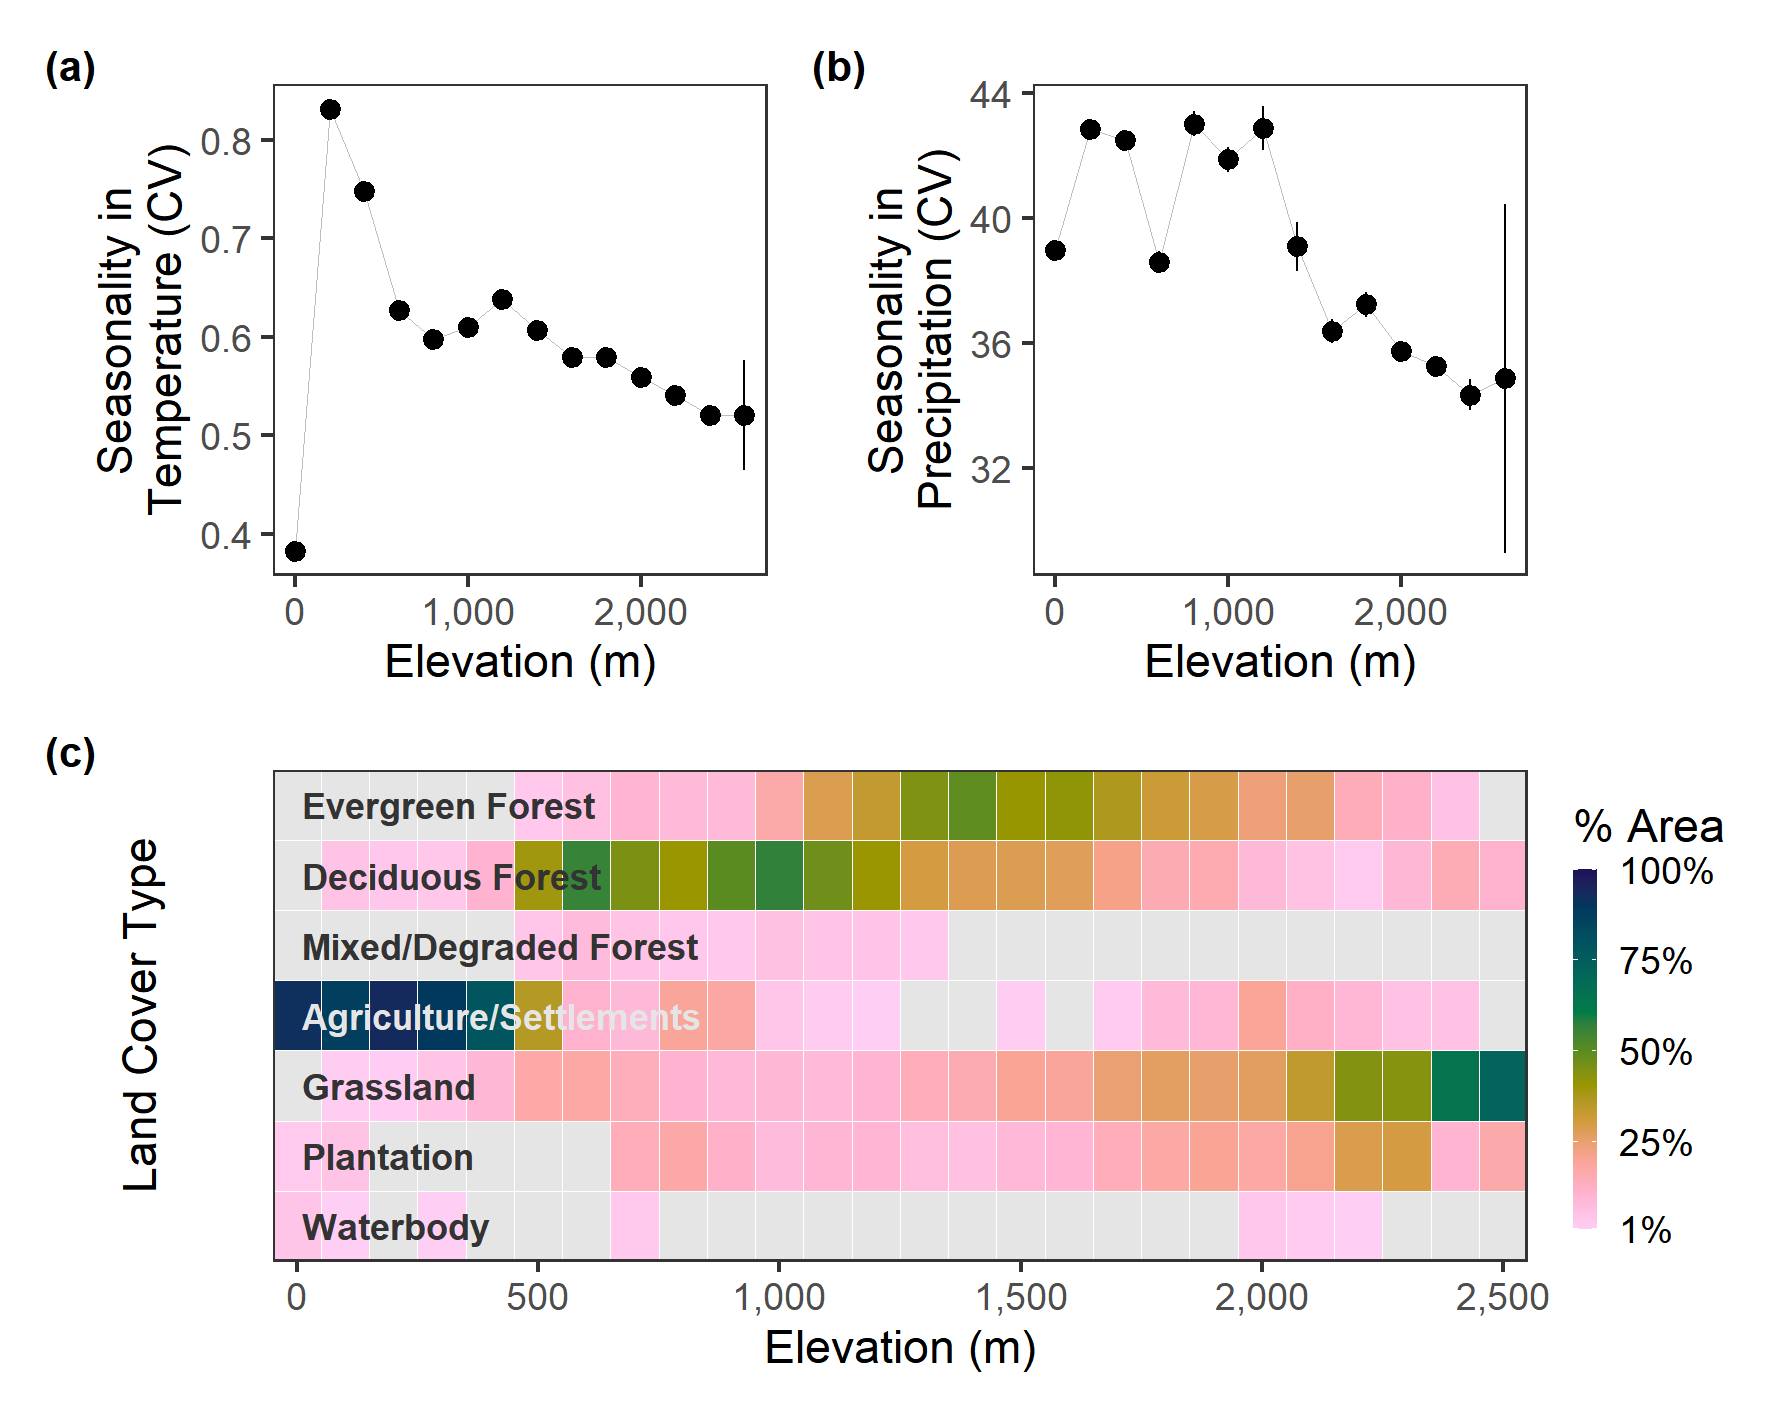 (a)
Seasonality in
Temperature (CV)
0.8
0.7
0.6
0.5
0.4
0
1,000
2,000
Elevation (m)
(b)
Seasonality in
Precipitation (CV)
44
40
36
32
0
1,000
2,000
Elevation (m)
(c)
Land Cover Type
Evergreen Forest
Deciduous Forest
Mixed/Degraded Forest
Agriculture/Settlements
Grassland
Plantation
Waterbody
0
500
1,000
1,500
2,000
2,500
Elevation (m)
% Area
100%
75%
50%
25%
1%